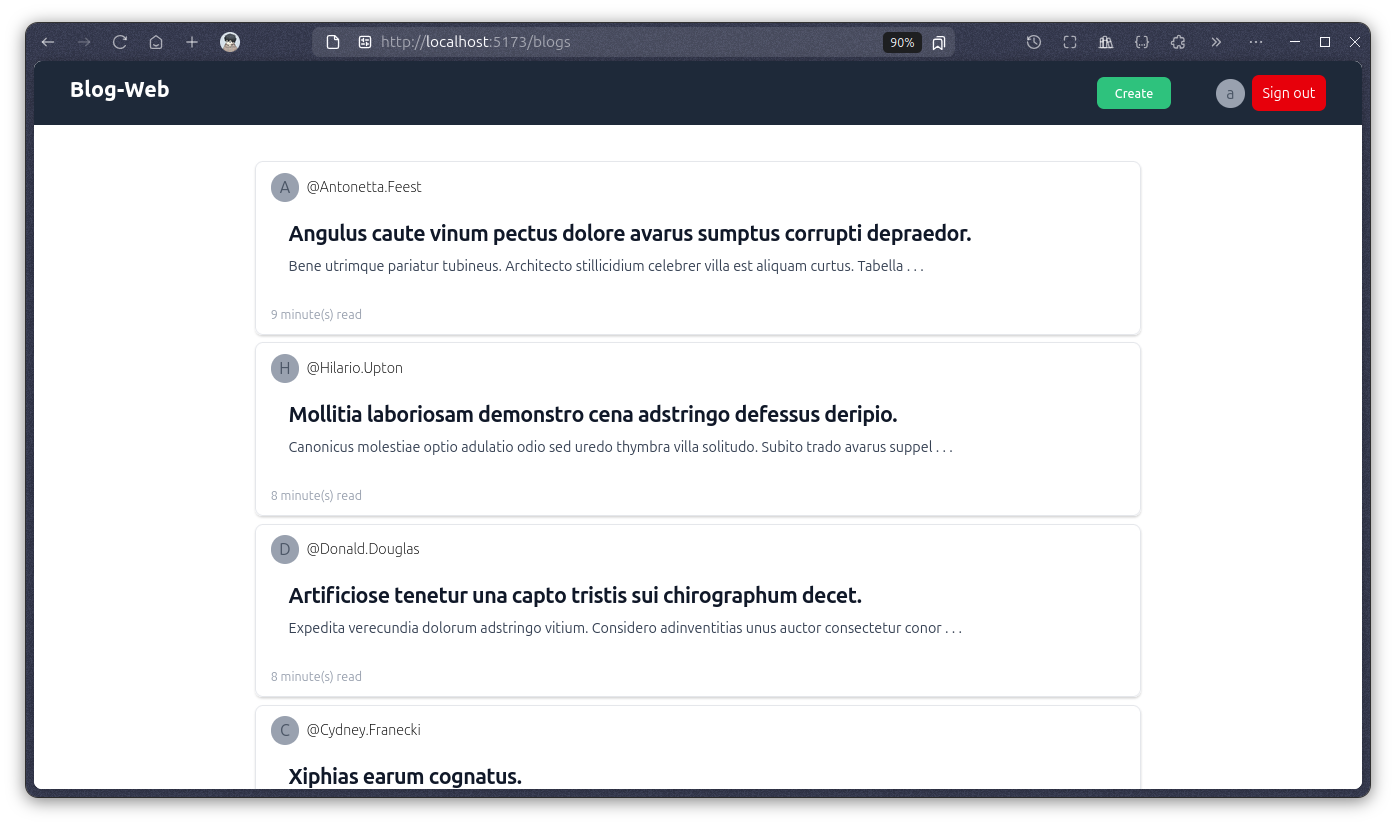 http://localhost:5173/blogs
90%
Blog-Web
Create
a
Sign out
A
@Antonetta.Feest
Angulus caute vinum pectus dolore avarus sumptus corrupti depraedor.
Bene utrimque pariatur tubineus. Architecto stillicidium celebrer villa est aliquam curtus. Tabella . . .
9 minute(s) read
H
@Hilario.Upton
Mollitia laboriosam demonstro cena adstringo defessus deripio.
Canonicus molestiae optio adulatio odio sed uredo thymbra villa solitudo. Subito trado avarus suppel . . .
8 minute(s) read
D
@Donald.Douglas
Artificiose tenetur una capto tristis sui chirographum decet.
Expedita verecundia dolorum adstringo vitium. Considero adinventitias unus auctor consectetur conor . . .
8 minute(s) read
C
@Cydney.Franecki
Xiphias earum cognatus.